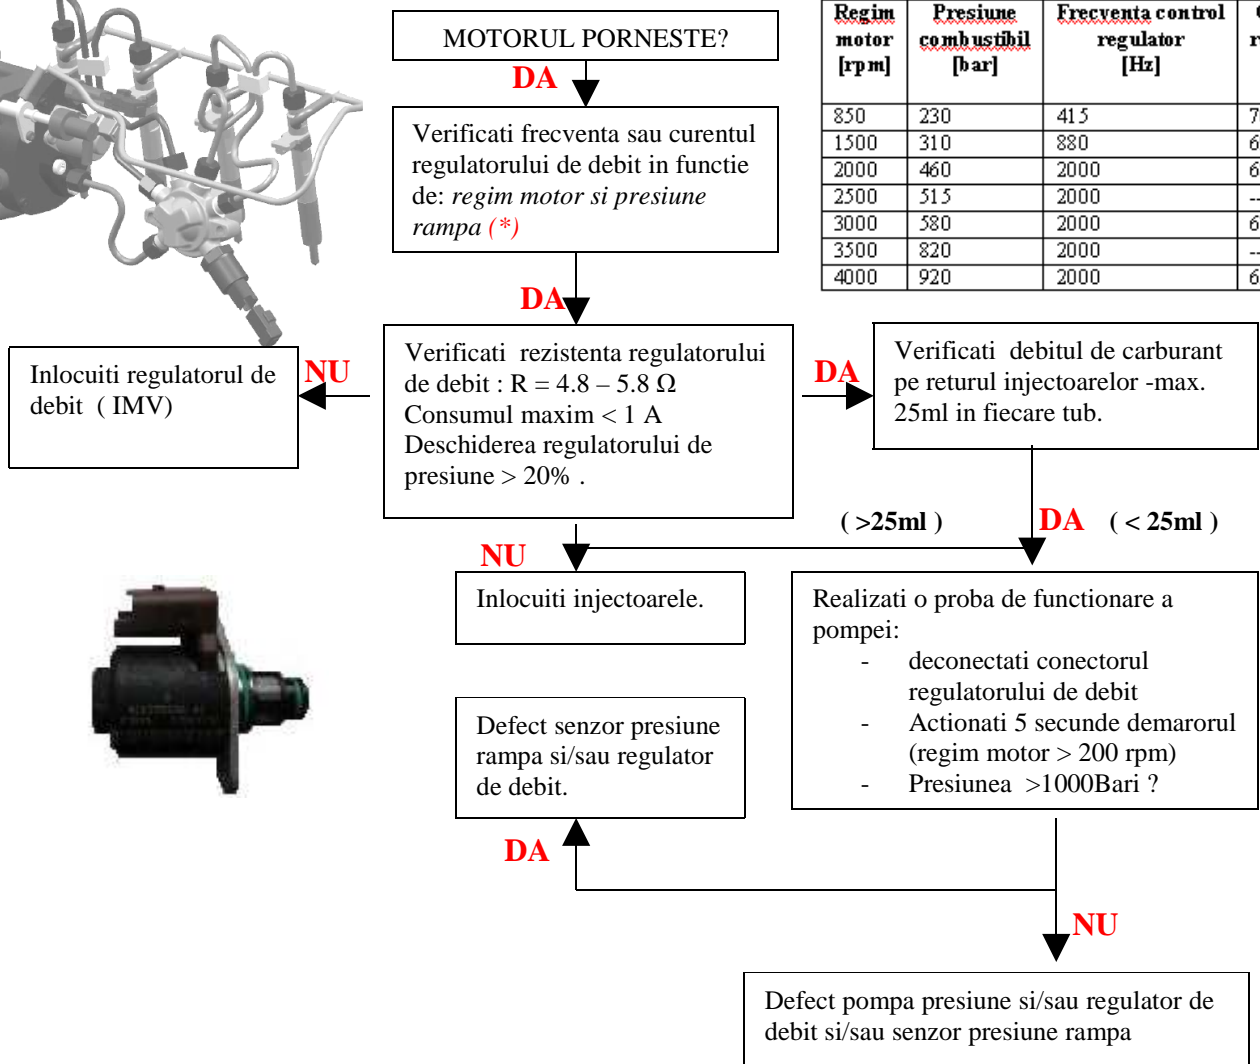 MOTORUL PORNESTE?
DA
Verificati frecventa sau curentul
regulatorului de debit in functie
de: regim motor si presiune
rampa (*)
Regim motor [rpm] Presiune combustibil [bar] Frecventa control regulator [Hz]
850 230 415
1500 310 880
2000 460 2000
2500 515 2000
3000 580 2000
3500 820 2000
4000 920 2000
DA
Inlocuiti regulatorul de
debit ( IMV)
NU
Verificati rezistenta regulatorului
de debit : R = 4.8 – 5.8 Ω
Consumul maxim < 1 A
Deschiderea regulatorului de
presiune > 20% .
DA
Verificati debitul de carburant
pe returul injectoarelor -max.
25ml in fiecare tub.
( >25ml )
DA ( < 25ml )
NU
Inlocuiti injectoarele.
Realizati o proba de functionare a
pompei:
- deconectati conectorul
regulatorului de debit
- Actionati 5 secunde demarorul
(regim motor > 200 rpm)
- Presiunea >1000Bari ?
Defect senzor presiune
rampa si/sau regulator
de debit.
DA
NU
Defect pompa presiune si/sau regulator de
debit si/sau senzor presiune rampa